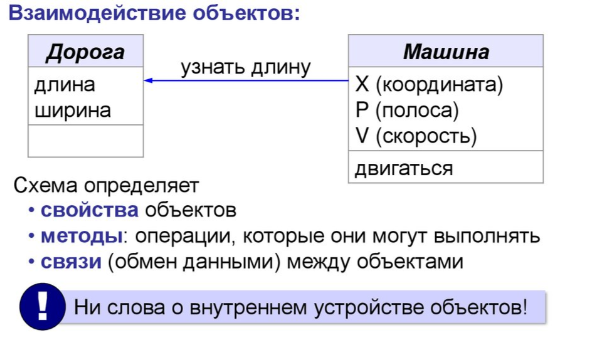 Взаимодействие объектов:
Дорога
длина
ширина
узнать длину
Машина
X (координата)
P (полоса)
V (скорость)
двигаться
Схема определяет
• свойства объектов
• методы: операции, которые они могут выполнять
• связи (обмен данными) между объектами
! Ни слова о внутреннем устройстве объектов!